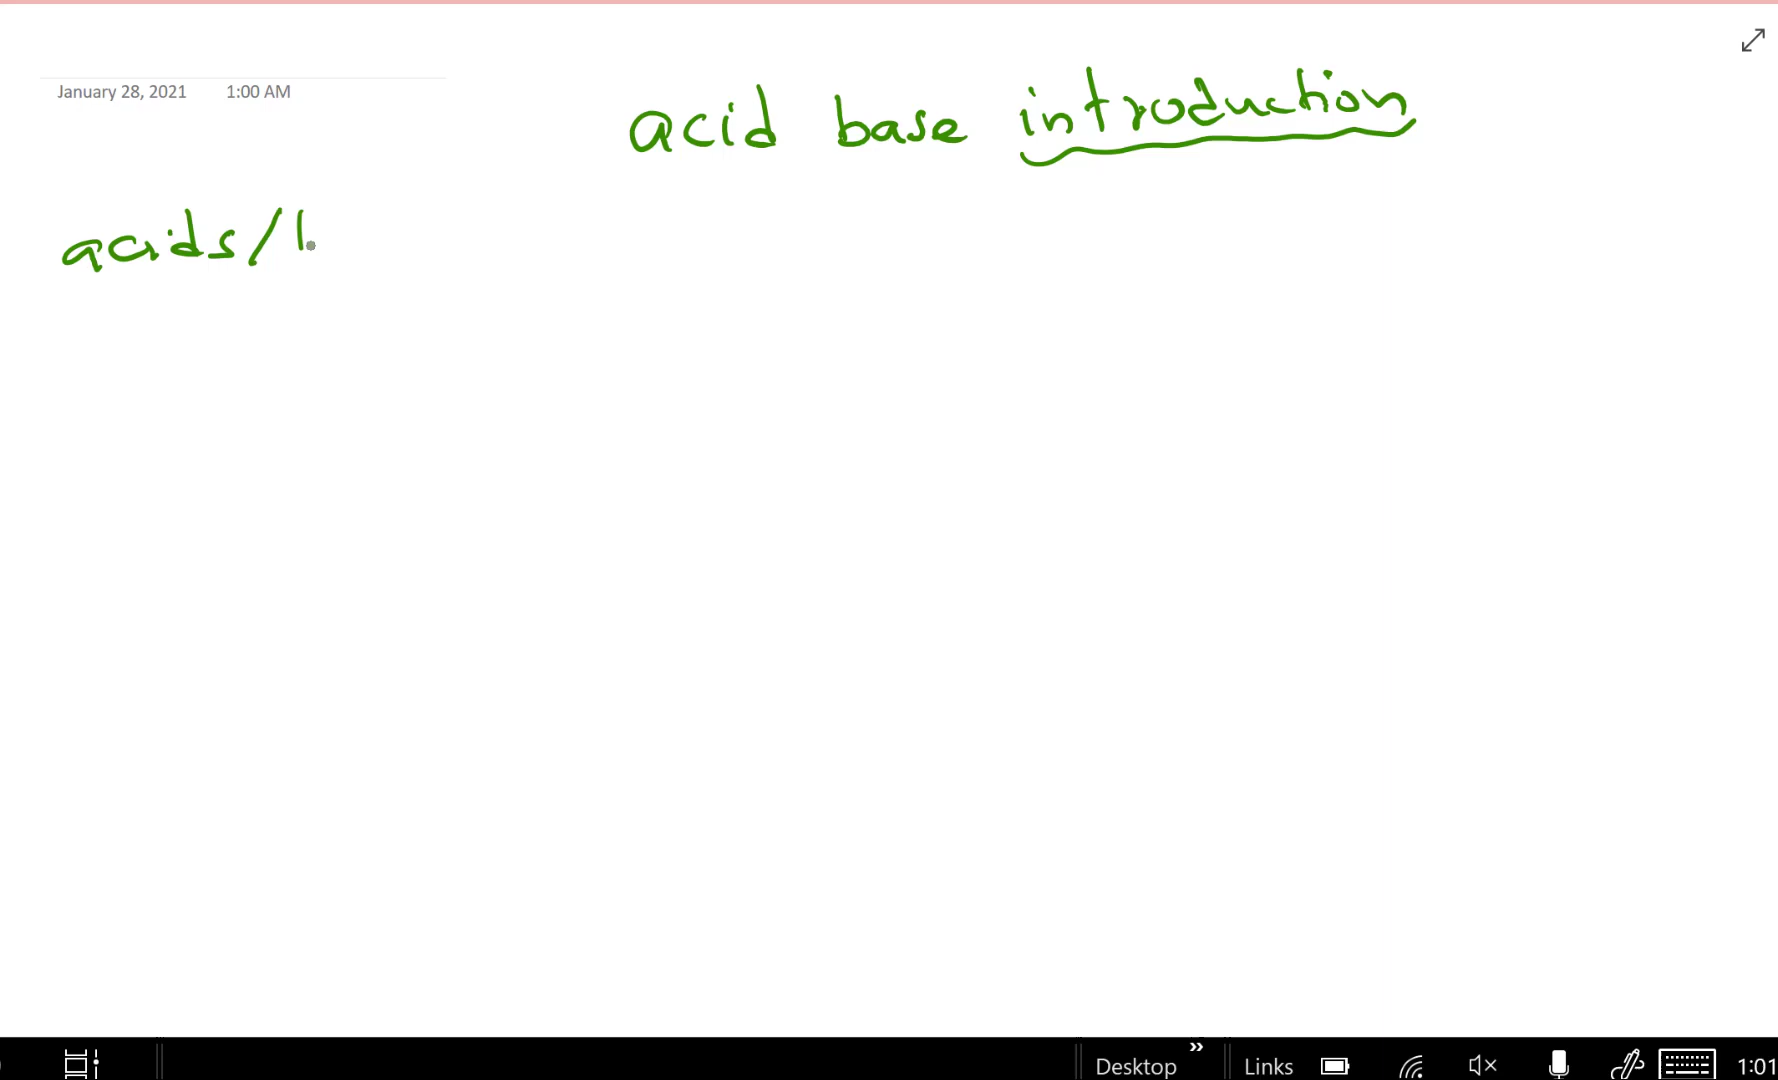 January 28, 2021 1:00 AM
acid base introduction
acids/
Desktop » Links 1:01